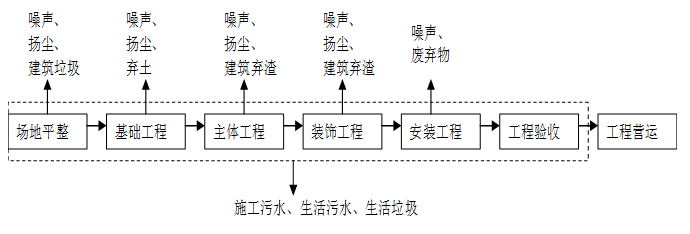 噪声、
扬尘、
建筑垃圾
噪声、
扬尘、
弃土
噪声、
扬尘、
建筑弃渣
噪声、
扬尘、
建筑弃渣
噪声、
废弃物
场地平整
基础工程
主体工程
装饰工程
安装工程
工程验收
工程营运
施工污水、生活污水、生活垃圾